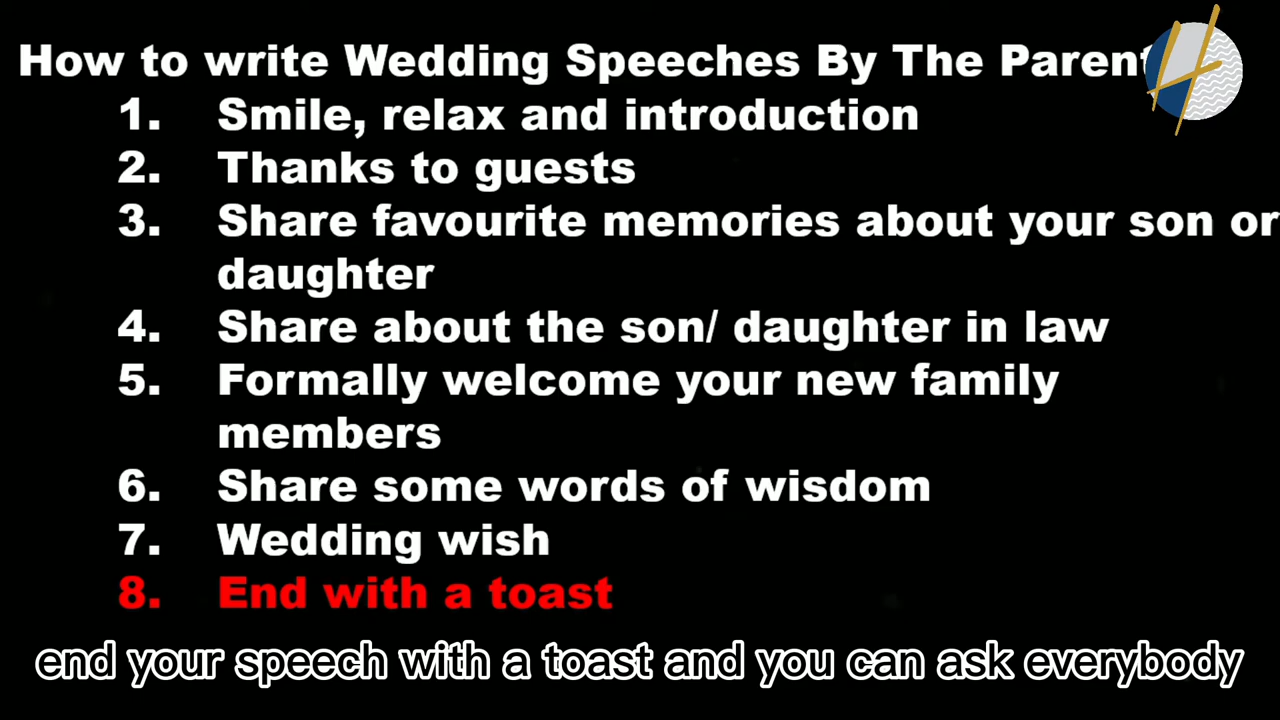 How to write Wedding Speeches By The Parent
1. Smile, relax and introduction
2. Thanks to guests
3. Share favourite memories about your son or
daughter
4. Share about the son/ daughter in law
5. Formally welcome your new family
members
6. Share some words of wisdom
7. Wedding wish
8. End with a toast
end your speech with a toast and you can ask everybody